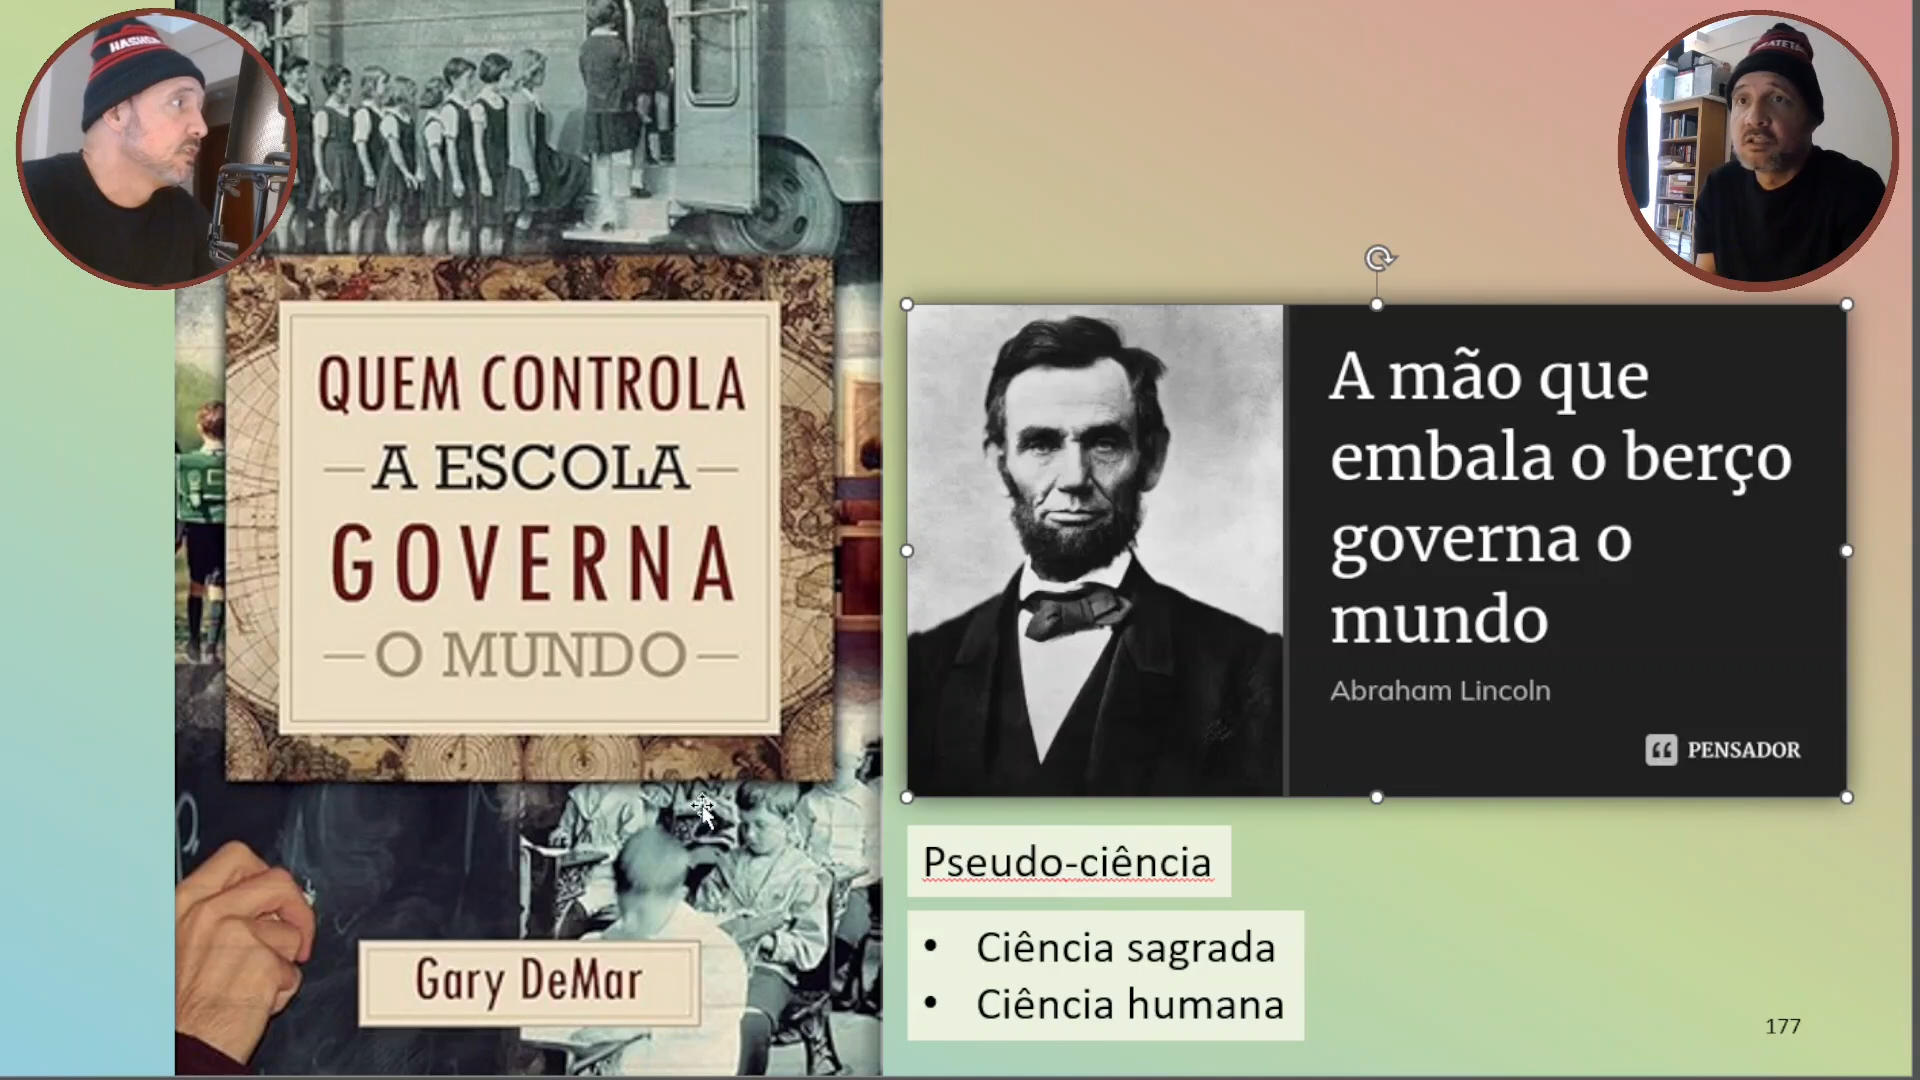 QUEM CONTROLA
A ESCOLA
GOVERNA
O MUNDO
Gary DeMar
A mão que
embala o berço
governa o
mundo
Abraham Lincoln
PENSADOR
Pseudo-ciência
• Ciência sagrada
• Ciência humana
177